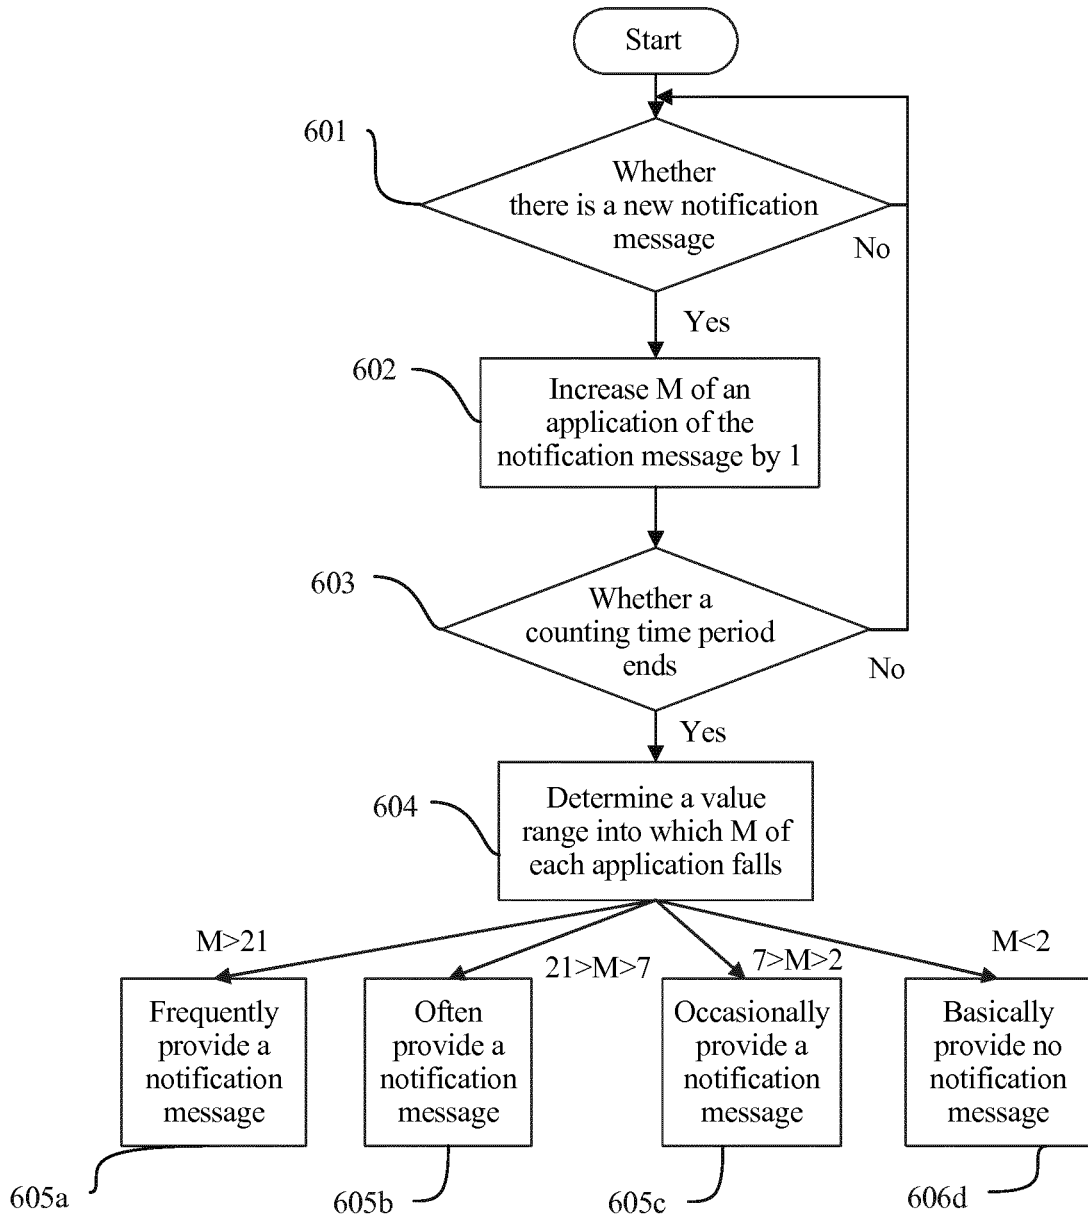 Start
601
Whether
there is a new notification
message
No
Yes
602
Increase M of an
application of the
notification message by 1
603
Whether a
counting time period
ends
No
Yes
604
Determine a value
range into which M of
each application falls
M>21
21>M>7
7>M>2
M<2
Frequently
provide a
notification
message
Often
provide a
notification
message
Occasionally
provide a
notification
message
Basically
provide no
notification
message
605a
605b
605c
606d